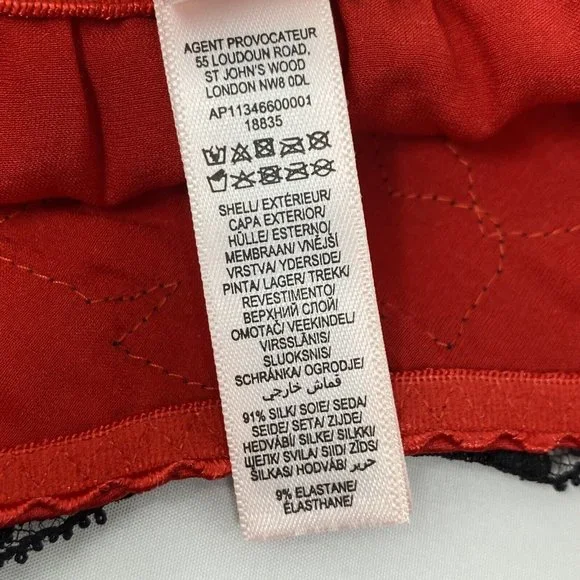 AGENT PROVOCATEUR
55 LOUDOUN ROAD,
ST JOHN'S WOOD
LONDON NW8 0DL
AP11346600001
18835
SHELL/ EXTÉRIEUR/
CAPA EXTERIOR/
HÜLLE/ ESTERNO/
MEMBRAAN/ VNĚJŠÍ
VRSTVA/ YDERSIDE/
PINTA/ LAGER/ TREKK/
REVESTIMENTO/
ВЕРХНИЙ СЛОЙ/
OMOTAČ/ VEEKINDEL/
VIRSSLĀNIS/
SLUOKSNIS/
SCHRÁNKA/ OGRODJE/
قماش خارجي
91% SILK/ SOIE/ SEDA/
SEIDE/ SETA/ ZIJDE/
HEDVÁBÍ/ SILKE/ SILKKI/
ШЕЛК/ SVILA/ SIID/ ZĪDS/
ŠILKAS/ HODVÁB/ حرير
9% ELASTANE/
ÉLASTHANE/